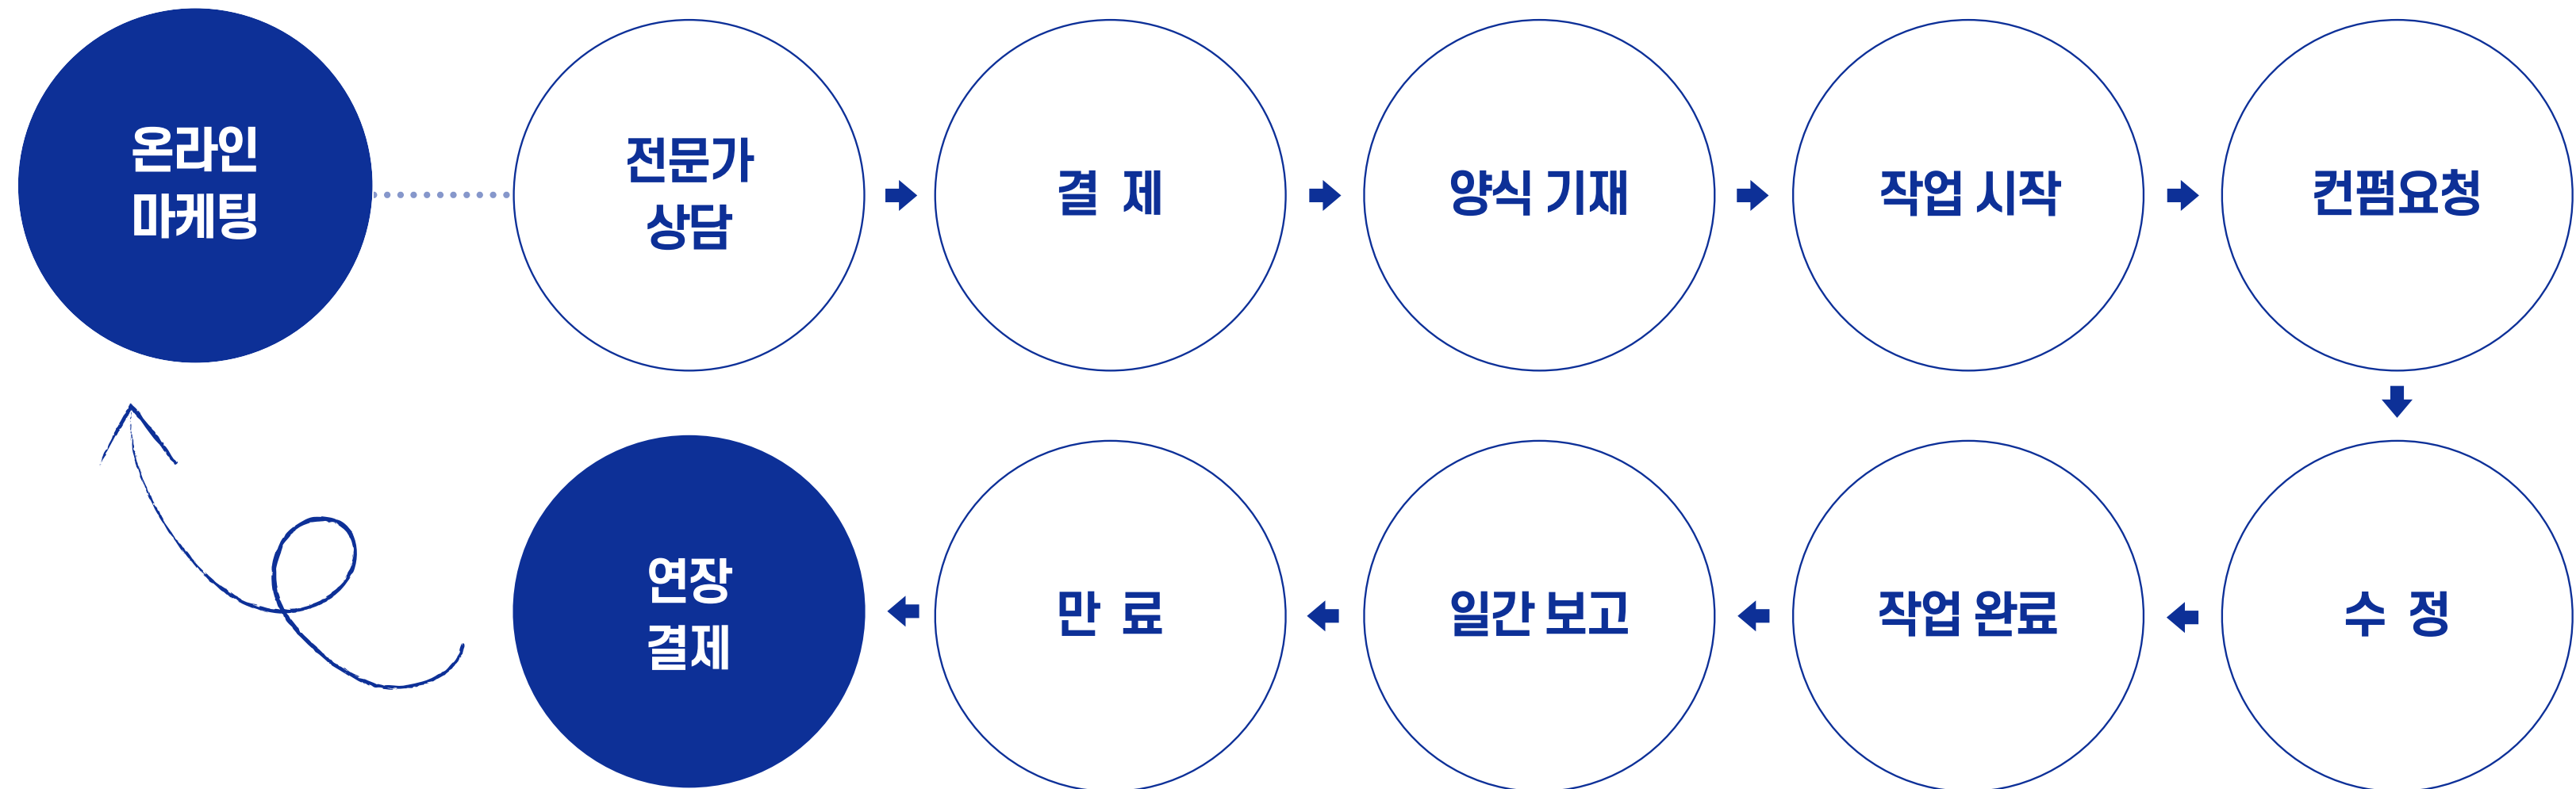 온라인
마케팅
전문가
상담
결 제
양식 기재
작업 시작
컨펌요청
수 정
작업 완료
일간 보고
만 료
연장
결제